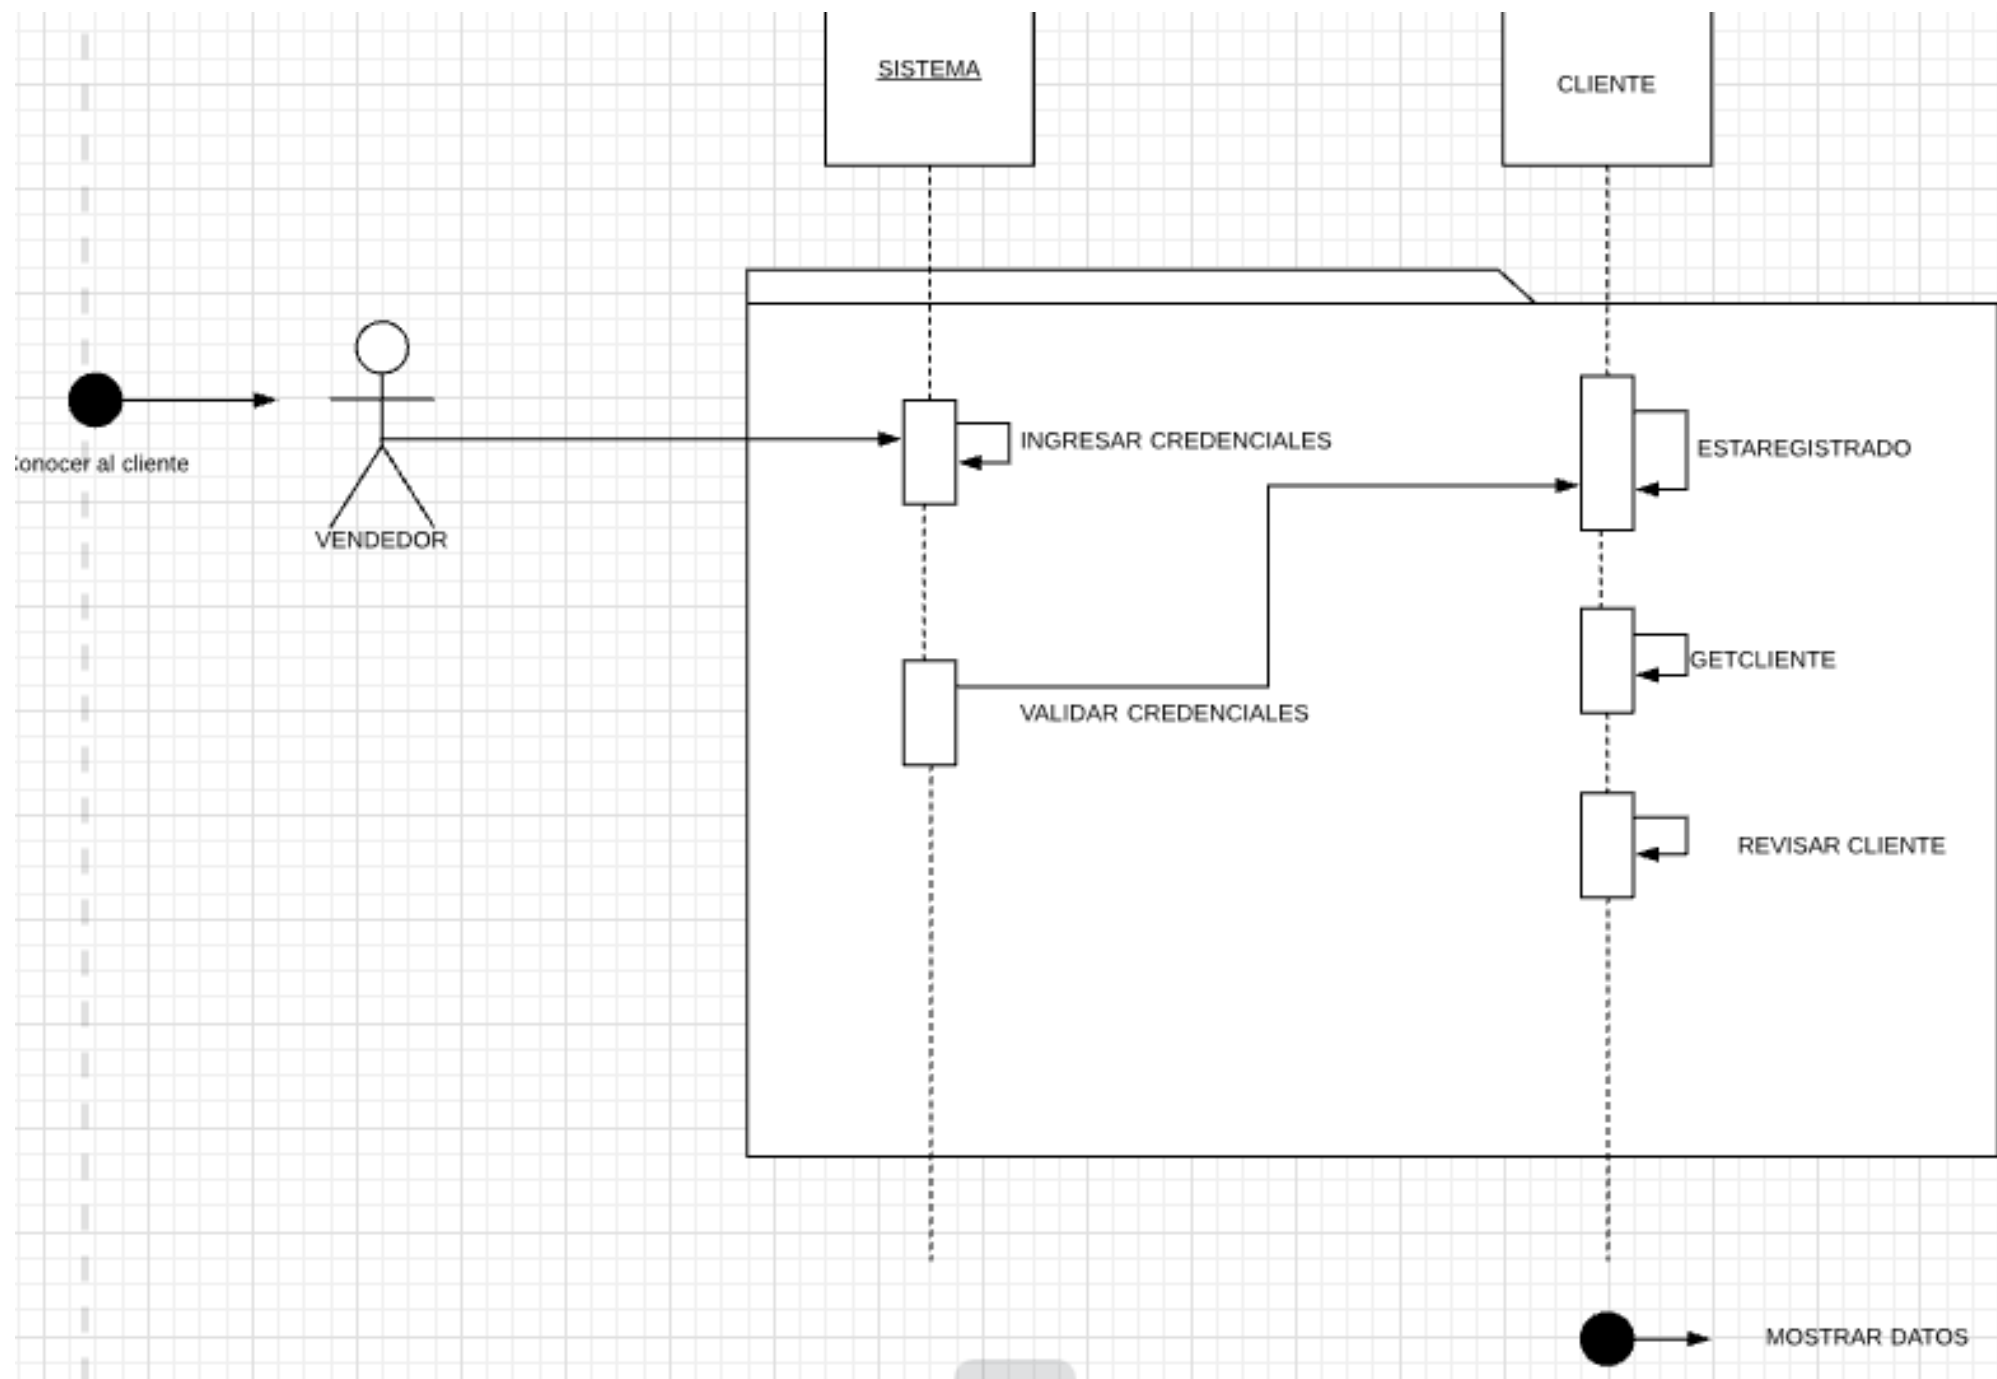 SISTEMA
CLIENTE
INGRESAR CREDENCIALES
ESTAREGISTRADO
onocer al cliente
VENDEDOR
GETCLIENTE
VALIDAR CREDENCIALES
REVISAR CLIENTE
MOSTRAR DATOS